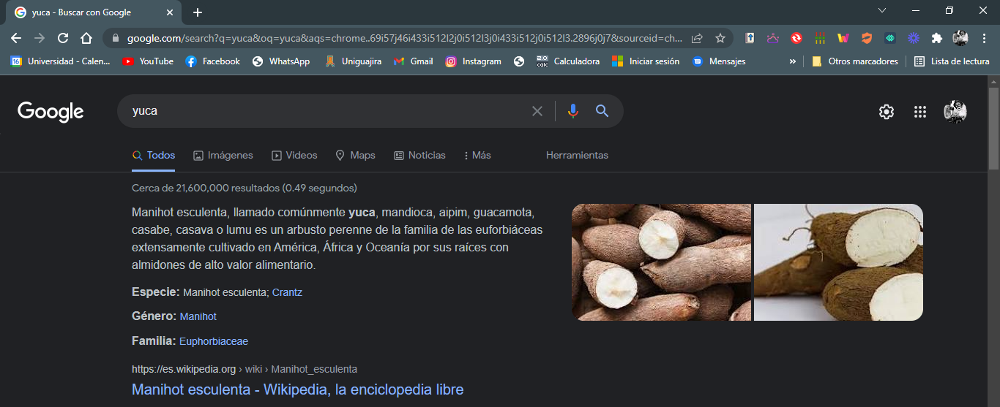 yuca - Buscar con Google
google.com/search?q=yuca&oq=yuca&aqs=chrome..69i57j46i433i512l2j0i512l3j0i433i512j0i512l3.2896j0j7&sourceid=ch...
16 Universidad - Calen... YouTube Facebook WhatsApp Uniguajira Gmail Instagram 2.0 calc Calculadora Iniciar sesión Mensajes » Otros marcadores Lista de lectura
Google yuca
Todos Imágenes Videos Maps Noticias Más Herramientas
Cerca de 21,600,000 resultados (0.49 segundos)
Manihot esculenta, llamado comúnmente yuca, mandioca, aipim, guacamota,
casabe, casava o lumu es un arbusto perenne de la familia de las euforbiáceas
extensamente cultivado en América, África y Oceanía por sus raíces con
almidones de alto valor alimentario.
Especie: Manihot esculenta; Crantz
Género: Manihot
Familia: Euphorbiaceae
https://es.wikipedia.org › wiki › Manihot_esculenta
Manihot esculenta - Wikipedia, la enciclopedia libre